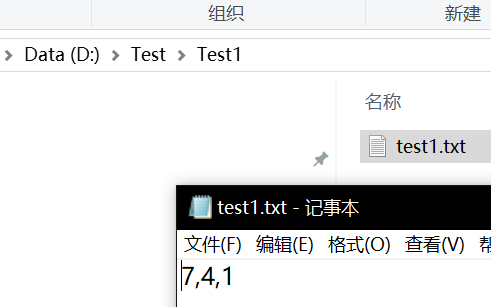 组织 新建
Data (D:) Test Test1
名称
test1.txt
test1.txt - 记事本
文件(F) 编辑(E) 格式(O) 查看(V)
7,4,1